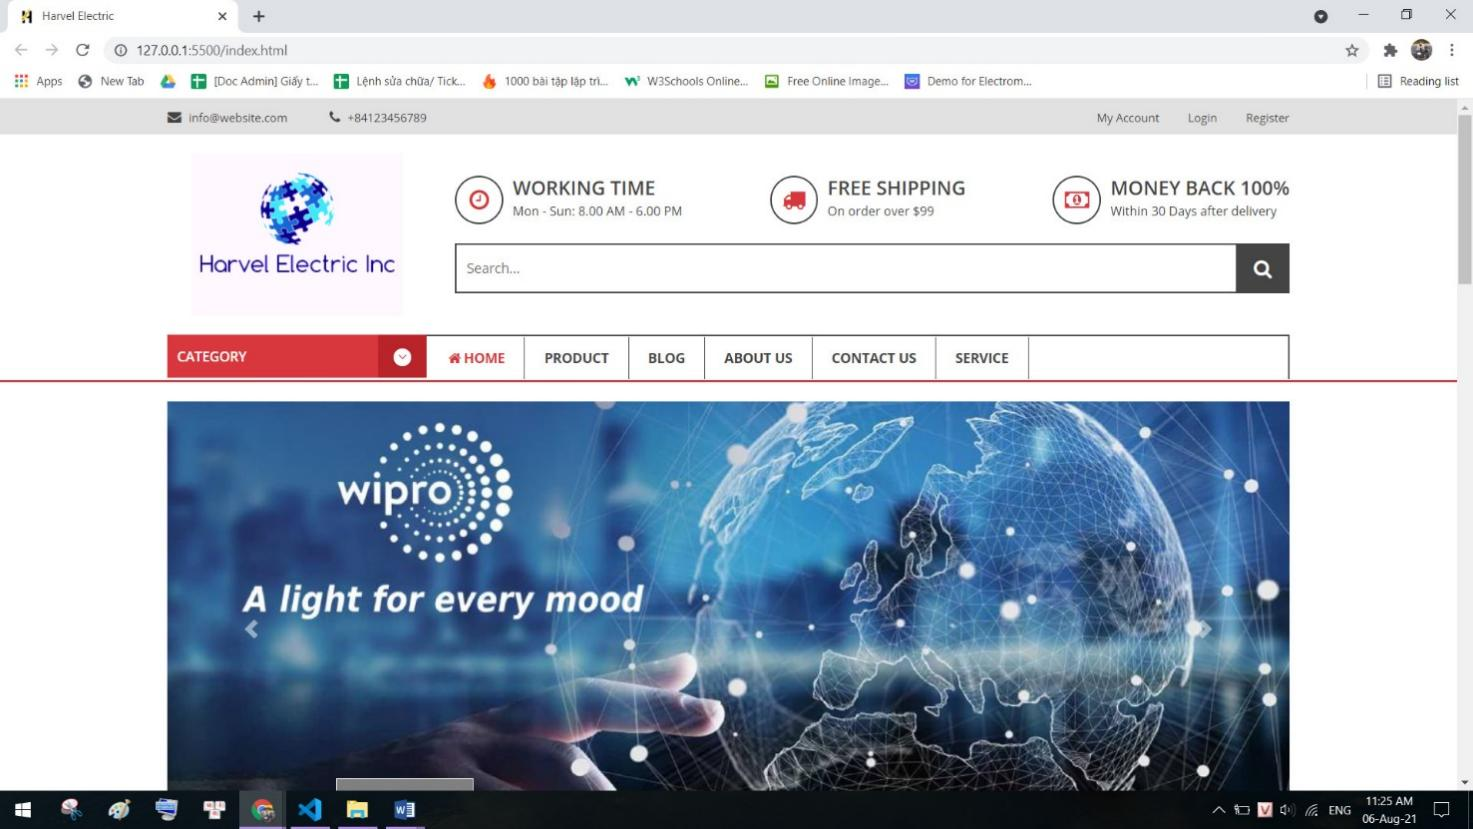 Harvel Electric
127.0.0.1:5500/index.html
Apps
New Tab
[Doc Admin] Giấy t...
Lệnh sửa chữa/ Tick...
1000 bài tập lập trì...
W3Schools Online...
Free Online Image...
Demo for Electrom...
Reading list
info@website.com
+84123456789
My Account
Login
Register
Harvel Electric Inc
WORKING TIME
Mon - Sun: 8.00 AM - 6.00 PM
FREE SHIPPING
On order over $99
MONEY BACK 100%
Within 30 Days after delivery
Search...
CATEGORY
HOME
PRODUCT
BLOG
ABOUT US
CONTACT US
SERVICE
wipro
A light for every mood
ENG
11:25 AM
06-Aug-21